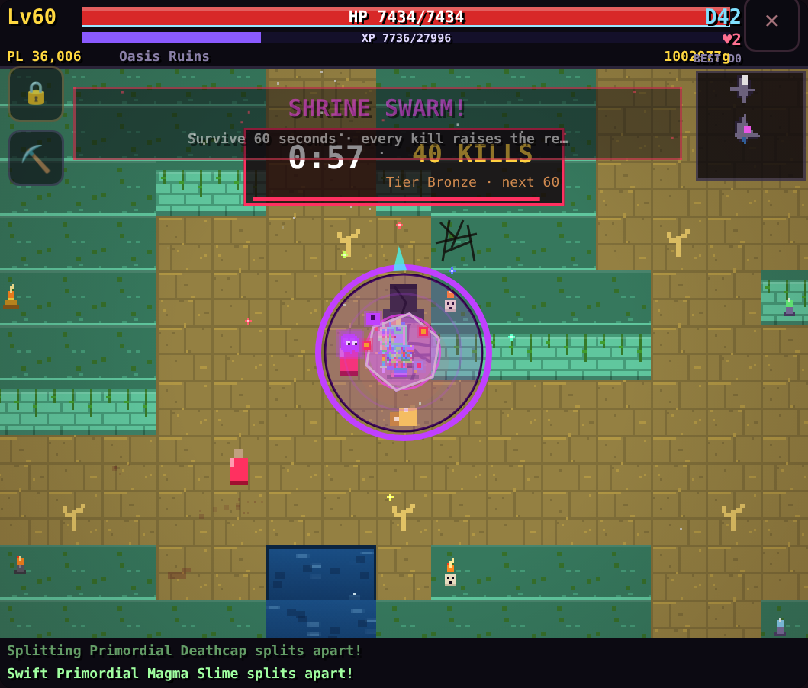 Lv60
HP 7434/7434
D42
×
XP 7736/27996
♥2
PL 36,006
Oasis Ruins
SHRINE SWARM!
Survive 60 seconds · every kill raises the re…
0:57 · 40 KILLS
Tier Bronze · next 60
Splitting Primordial Deathcap splits apart!
Swift Primordial Magma Slime splits apart!